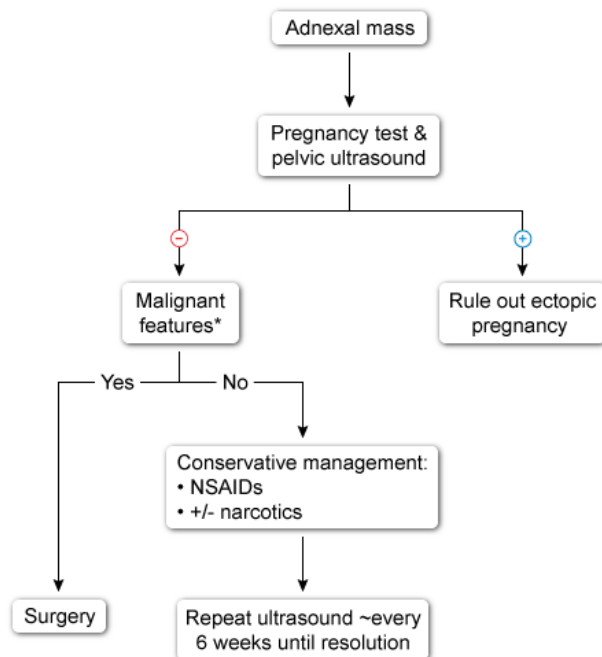 Adnexal mass
Pregnancy test &
pelvic ultrasound
−
+
Malignant
features*
Rule out ectopic
pregnancy
Yes
No
Conservative management:
• NSAIDs
• +/- narcotics
Surgery
Repeat ultrasound ~every
6 weeks until resolution